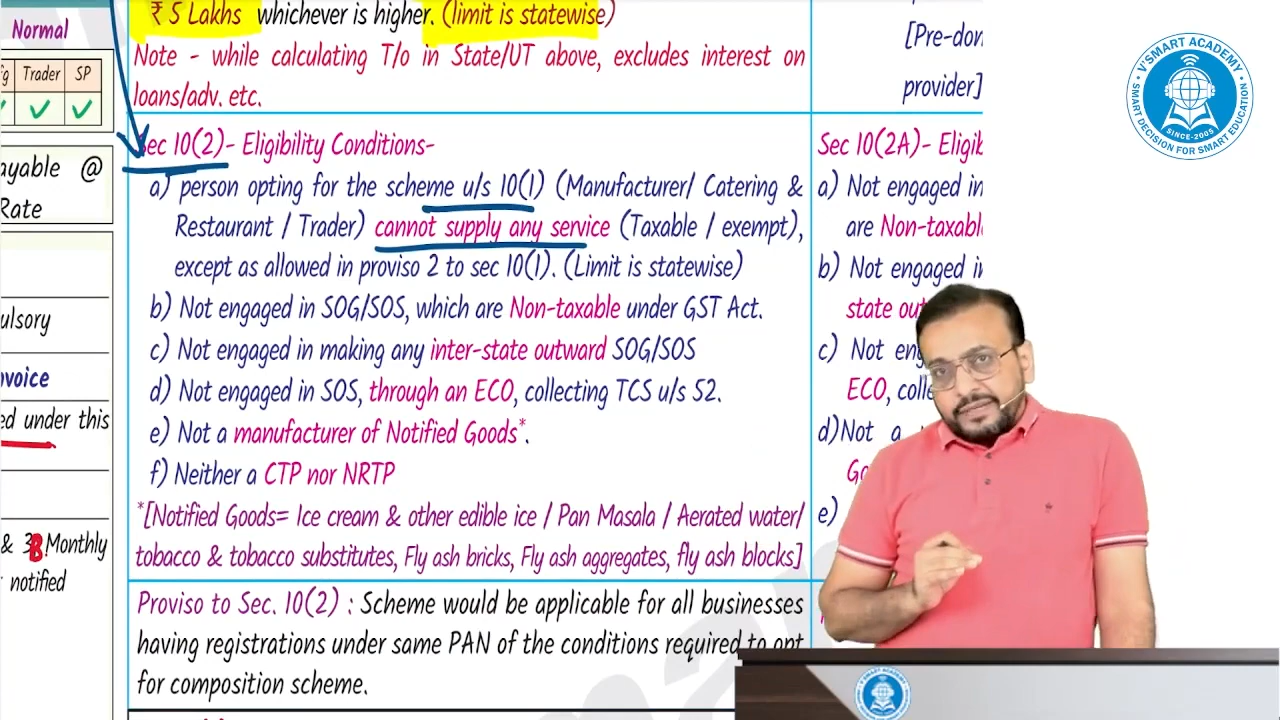 Normal
Trader SP
ayable @
Rate
ulsory
nvoice
ed under this
& 3B Monthly
notified
₹ 5 Lakhs whichever is higher. (limit is statewise)
Note - while calculating T/o in State/UT above, excludes interest on
loans/adv. etc.
Sec 10(2)- Eligibility Conditions-
a) person opting for the scheme u/s 10(1) (Manufacturer/ Catering &
Restaurant / Trader) cannot supply any service (Taxable / exempt),
except as allowed in proviso 2 to sec 10(1). (Limit is statewise)
b) Not engaged in SOG/SOS, which are Non-taxable under GST Act.
c) Not engaged in making any inter-state outward SOG/SOS
d) Not engaged in SOS, through an ECO, collecting TCS u/s 52.
e) Not a manufacturer of Notified Goods*.
f) Neither a CTP nor NRTP
*[Notified Goods= Ice cream & other edible ice / Pan Masala / Aerated water/
tobacco & tobacco substitutes, Fly ash bricks, Fly ash aggregates, fly ash blocks]
Proviso to Sec. 10(2) : Scheme would be applicable for all businesses
having registrations under same PAN of the conditions required to opt
for composition scheme.
[Pre-don
provider]
Sec 10(2A)- Eligib
a) Not engaged in
are Non-taxabl
b) Not engaged in
state out
c) Not eng
ECO, colle
d)Not a
Go
e)
V'SMART ACADEMY
SMART DECISION FOR SMART EDUCATION
SINCE-2005